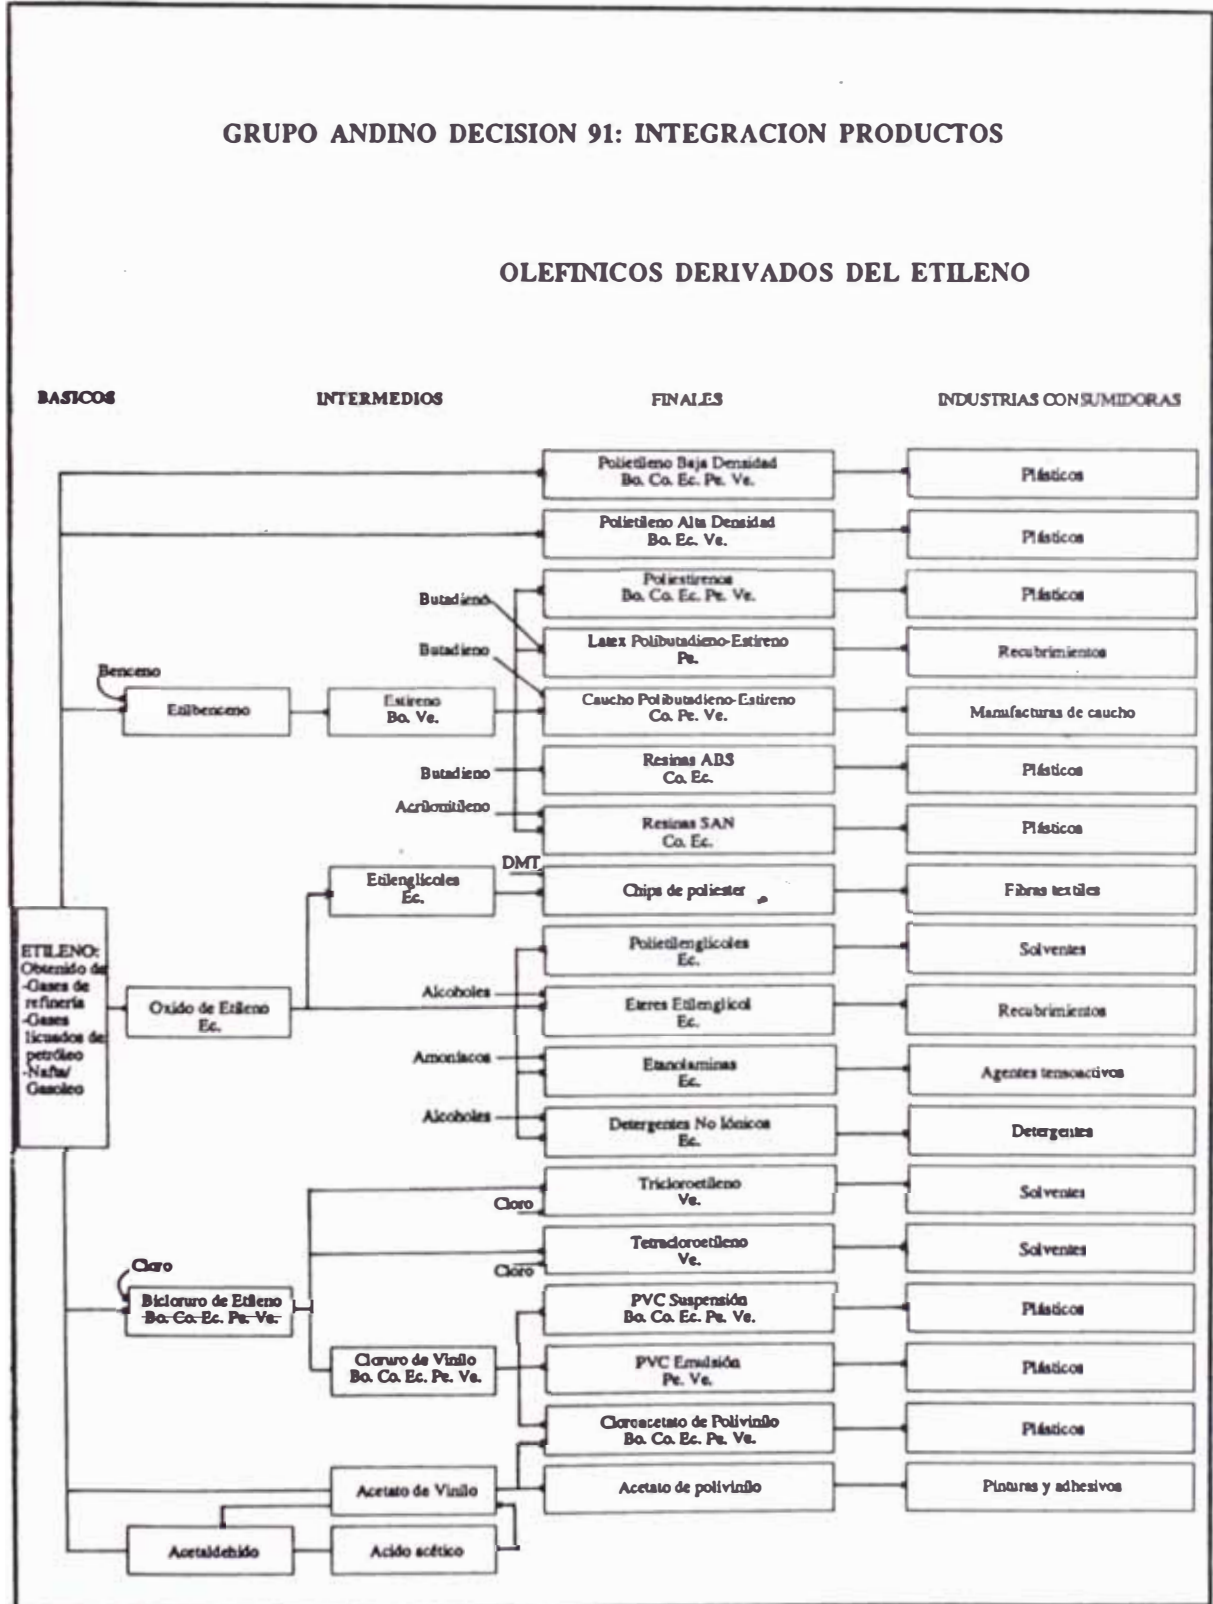 GRUPO ANDINO DECISION 91: INTEGRACION PRODUCTOS
OLEFINICOS DERIVADOS DEL ETILENO
BASICOS
INTERMEDIOS
FINALES
INDUSTRIAS CONSUMIDORAS
Polietileno Baja Densidad
Bo. Co. Ec. Pe. Ve.
Plásticos
Polietileno Alta Densidad
Bo. Ec. Ve.
Plásticos
Poliestirenos
Bo. Co. Ec. Pe. Ve.
Plásticos
Butadieno
Latex Polibutadieno-Estireno
Pe.
Recubrimientos
Butadieno
Benceno
Etilbenceno
Estireno
Bo. Ve.
Caucho Polibutadieno-Estireno
Co. Pe. Ve.
Manufacturas de caucho
Butadieno
Resinas ABS
Co. Ec.
Plásticos
Acrilonitileno
Resinas SAN
Co. Ec.
Plásticos
DMT
Etilenglicoles
Ec.
Chips de poliester
Fibras textiles
ETILENO:
Obtenido de
-Gases de
refinería
-Gases
licuados de
petróleo
-Nafta/
Gasoleo
Polietilenglicoles
Ec.
Solventes
Oxido de Etileno
Ec.
Alcoholes
Eteres Etilenglicol
Ec.
Recubrimientos
Amoníacos
Etanolaminas
Ec.
Agentes tensoactivos
Alcoholes
Detergentes No Iónicos
Ec.
Detergentes
Tricloroetileno
Ve.
Cloro
Solventes
Tetracloroetileno
Ve.
Cloro
Solventes
Cloro
Bicloruro de Etileno
Bo. Co. Ec. Pe. Ve.
PVC Suspensión
Bo. Co. Ec. Pe. Ve.
Plásticos
Cloruro de Vinilo
Bo. Co. Ec. Pe. Ve.
PVC Emulsión
Pe. Ve.
Plásticos
Cloroacetato de Polivinilo
Bo. Co. Ec. Pe. Ve.
Plásticos
Acetato de Vinilo
Acetato de polivinilo
Pinturas y adhesivos
Acetaldehido
Acido acético